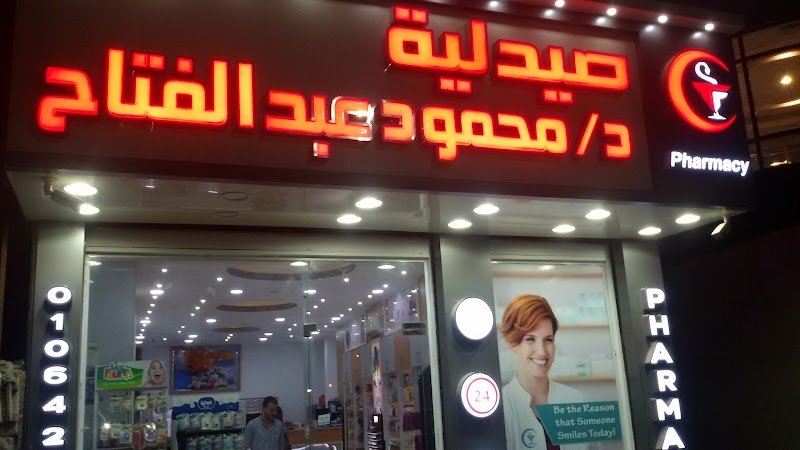 صيدلية
د/ محمود عبد الفتاح
Pharmacy
010642
24
PHARMA
Be the Reason
that Someone
Smiles Today!